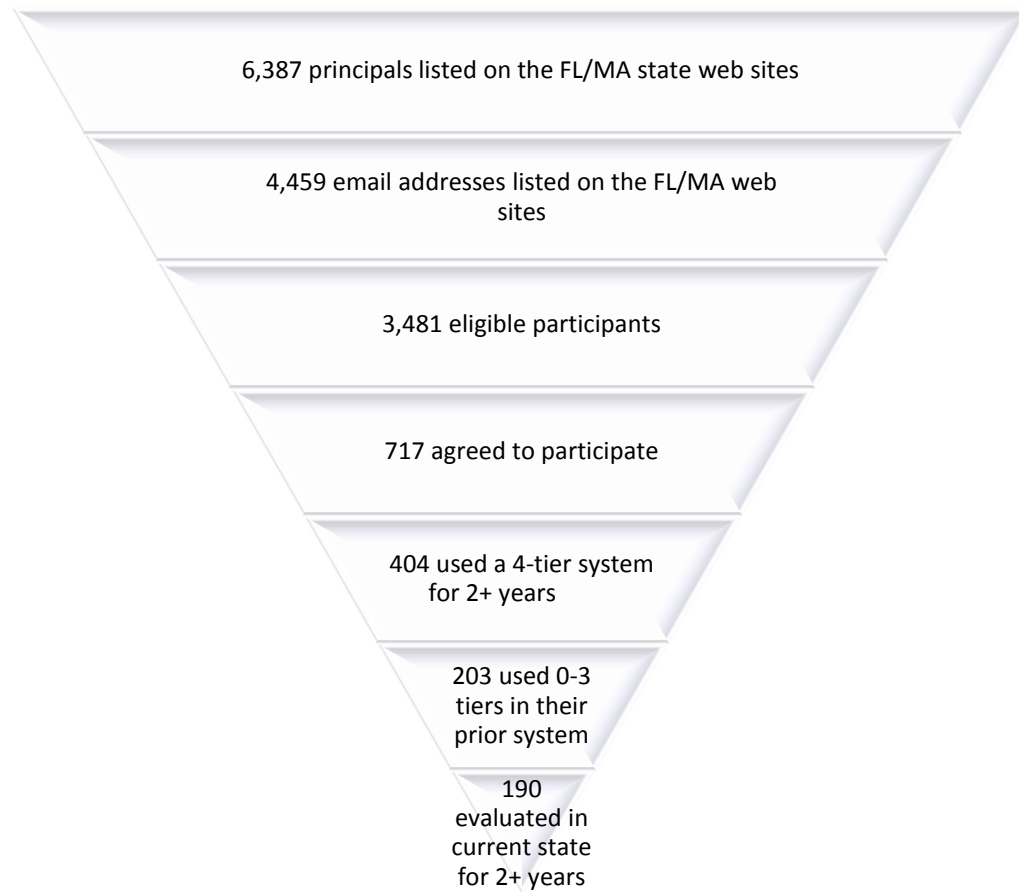 6,387 principals listed on the FL/MA state web sites
4,459 email addresses listed on the FL/MA web
sites
3,481 eligible participants
717 agreed to participate
404 used a 4-tier system
for 2+ years
203 used 0-3
tiers in their
prior system
190
evaluated in
current state
for 2+ years